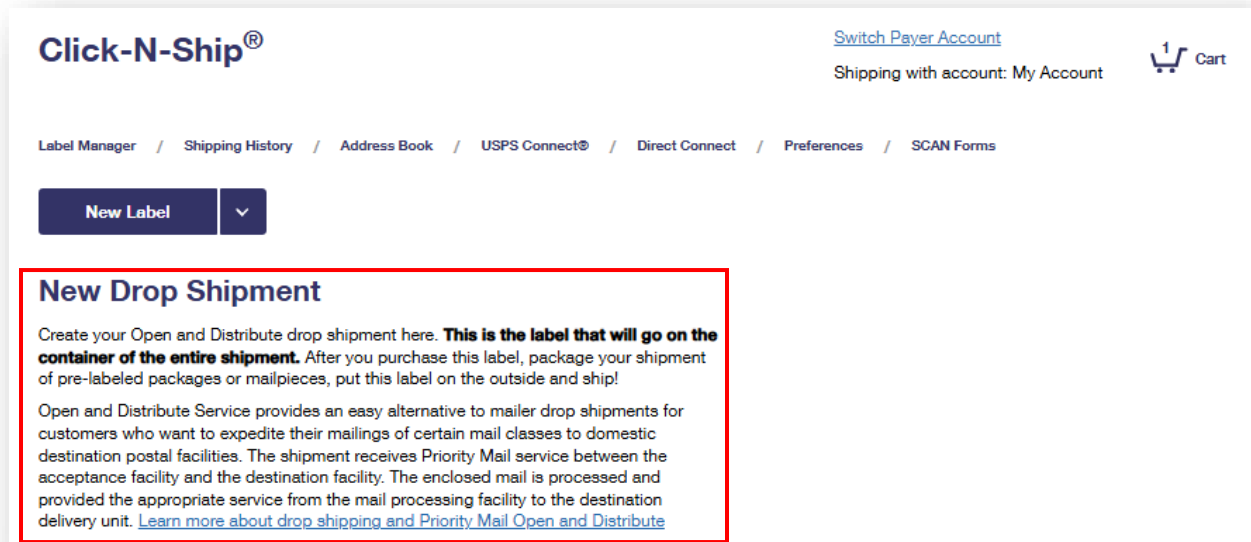 Click-N-Ship®
Switch Payer Account
Shipping with account: My Account
1
Cart
Label Manager / Shipping History / Address Book / USPS Connect® / Direct Connect / Preferences / SCAN Forms
New Label
New Drop Shipment
Create your Open and Distribute drop shipment here. This is the label that will go on the
container of the entire shipment. After you purchase this label, package your shipment
of pre-labeled packages or mailpieces, put this label on the outside and ship!
Open and Distribute Service provides an easy alternative to mailer drop shipments for
customers who want to expedite their mailings of certain mail classes to domestic
destination postal facilities. The shipment receives Priority Mail service between the
acceptance facility and the destination facility. The enclosed mail is processed and
provided the appropriate service from the mail processing facility to the destination
delivery unit. Learn more about drop shipping and Priority Mail Open and Distribute